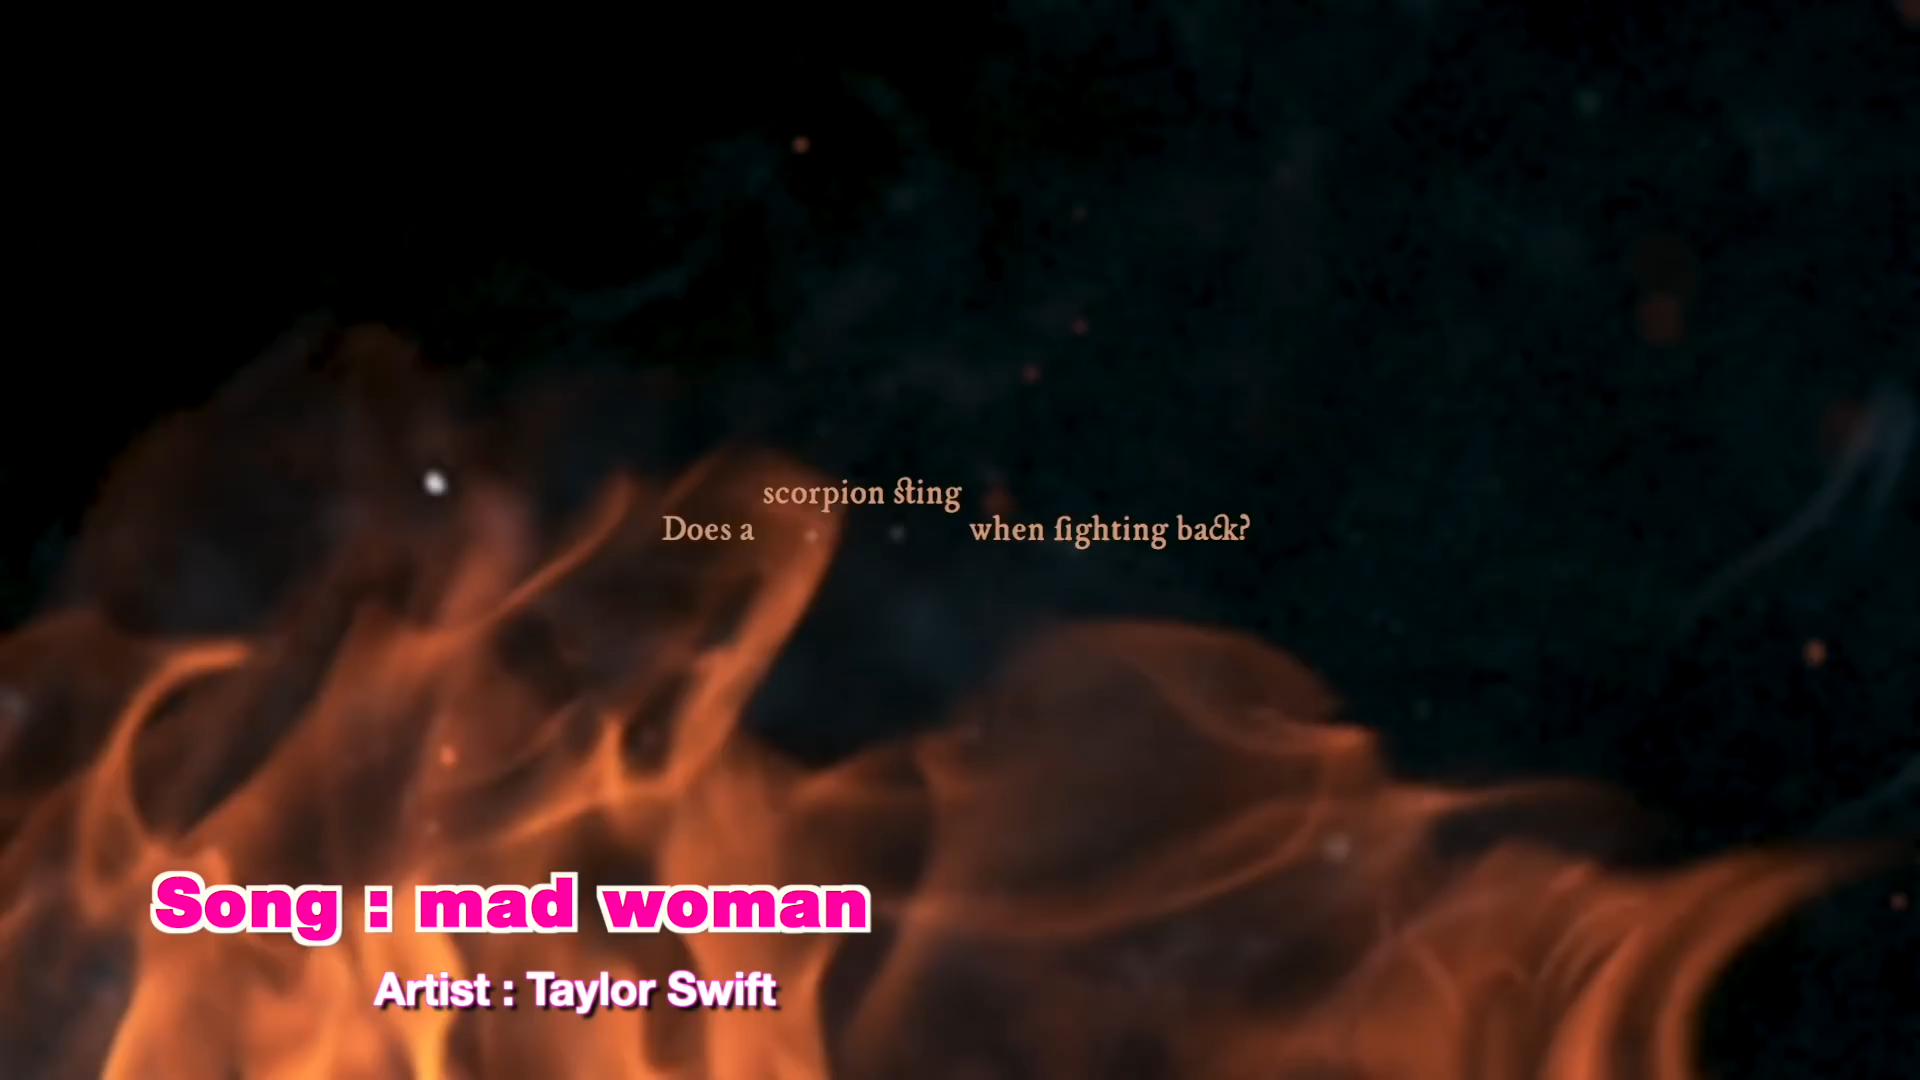 Does a scorpion sting when fighting back?
Song : mad woman
Artist : Taylor Swift